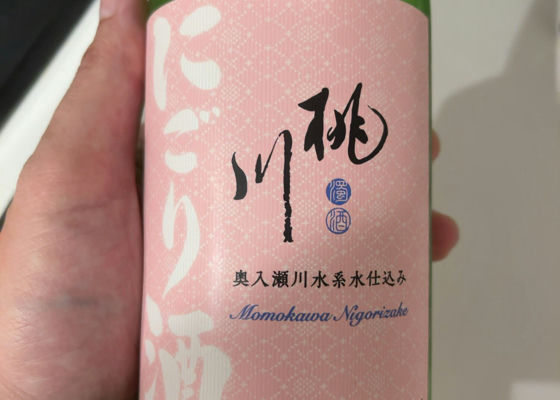 にごり酒
桃川
濁酒
奥入瀬川水系水仕込み
Momokawa Nigorizake